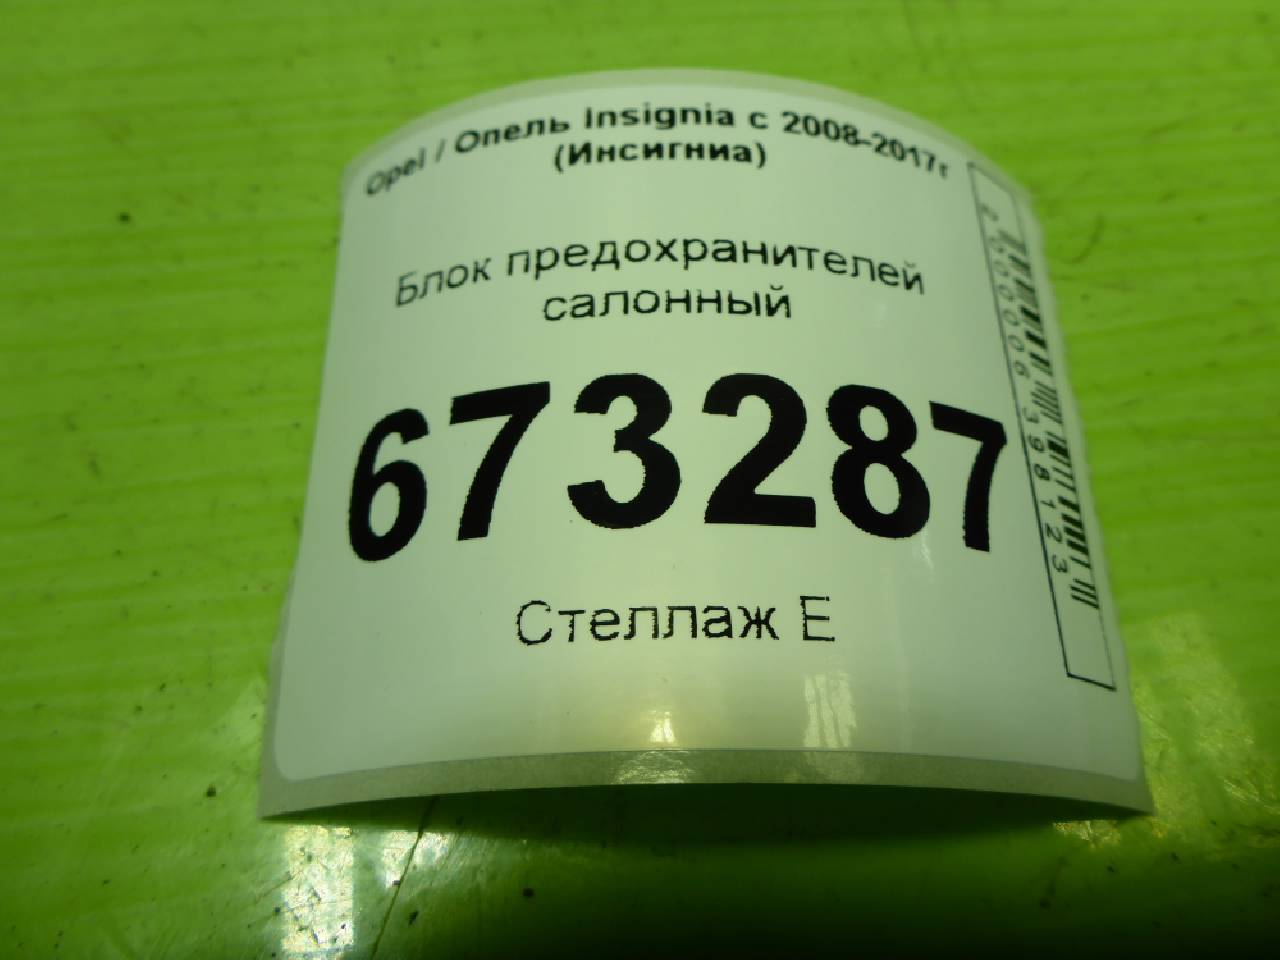 Opel / Опель Insignia с 2008-2017г
(Инсигниа)
Блок предохранителей
салонный
673287
Стеллаж Е
2000006398123